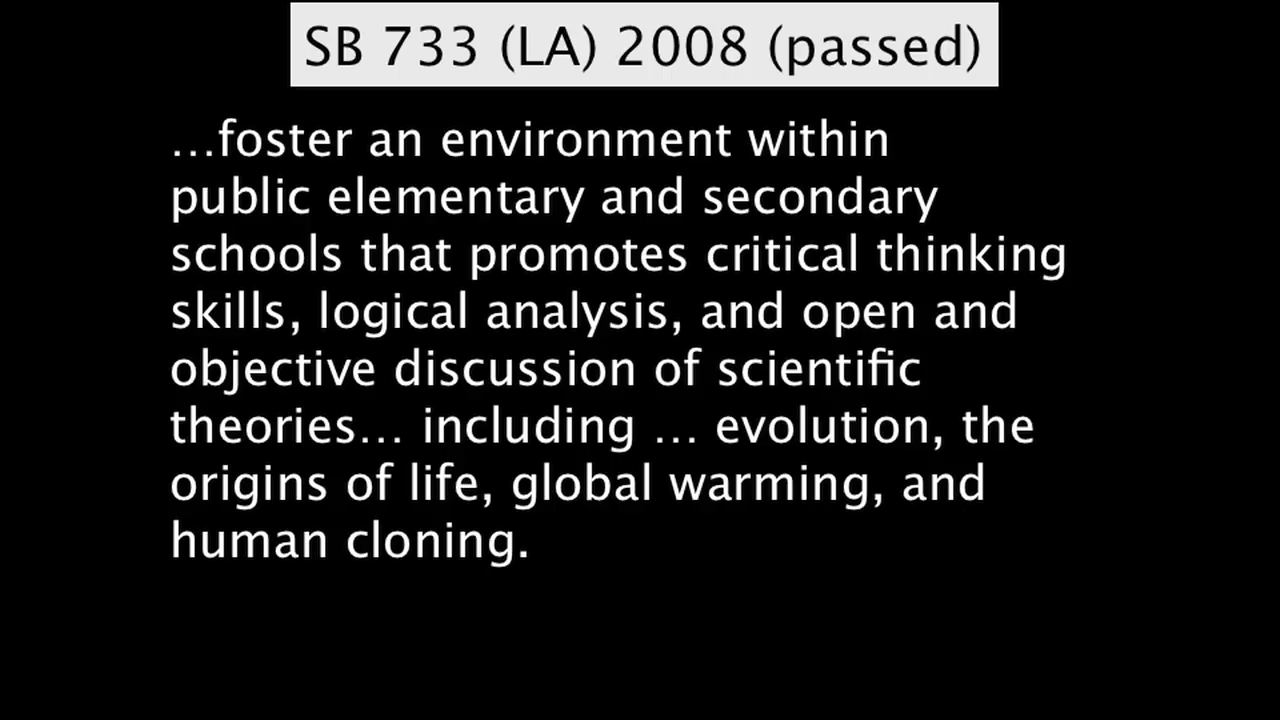 SB 733 (LA) 2008 (passed)
…foster an environment within
public elementary and secondary
schools that promotes critical thinking
skills, logical analysis, and open and
objective discussion of scientific
theories… including … evolution, the
origins of life, global warming, and
human cloning.